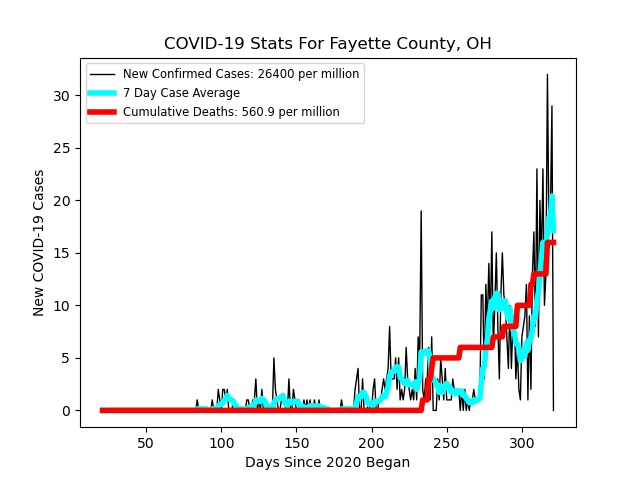 COVID-19 Stats For Fayette County, OH
New Confirmed Cases: 26400 per million
7 Day Case Average
Cumulative Deaths: 560.9 per million
New COVID-19 Cases
30
25
20
15
10
5
0
50 100 150 200 250 300
Days Since 2020 Began